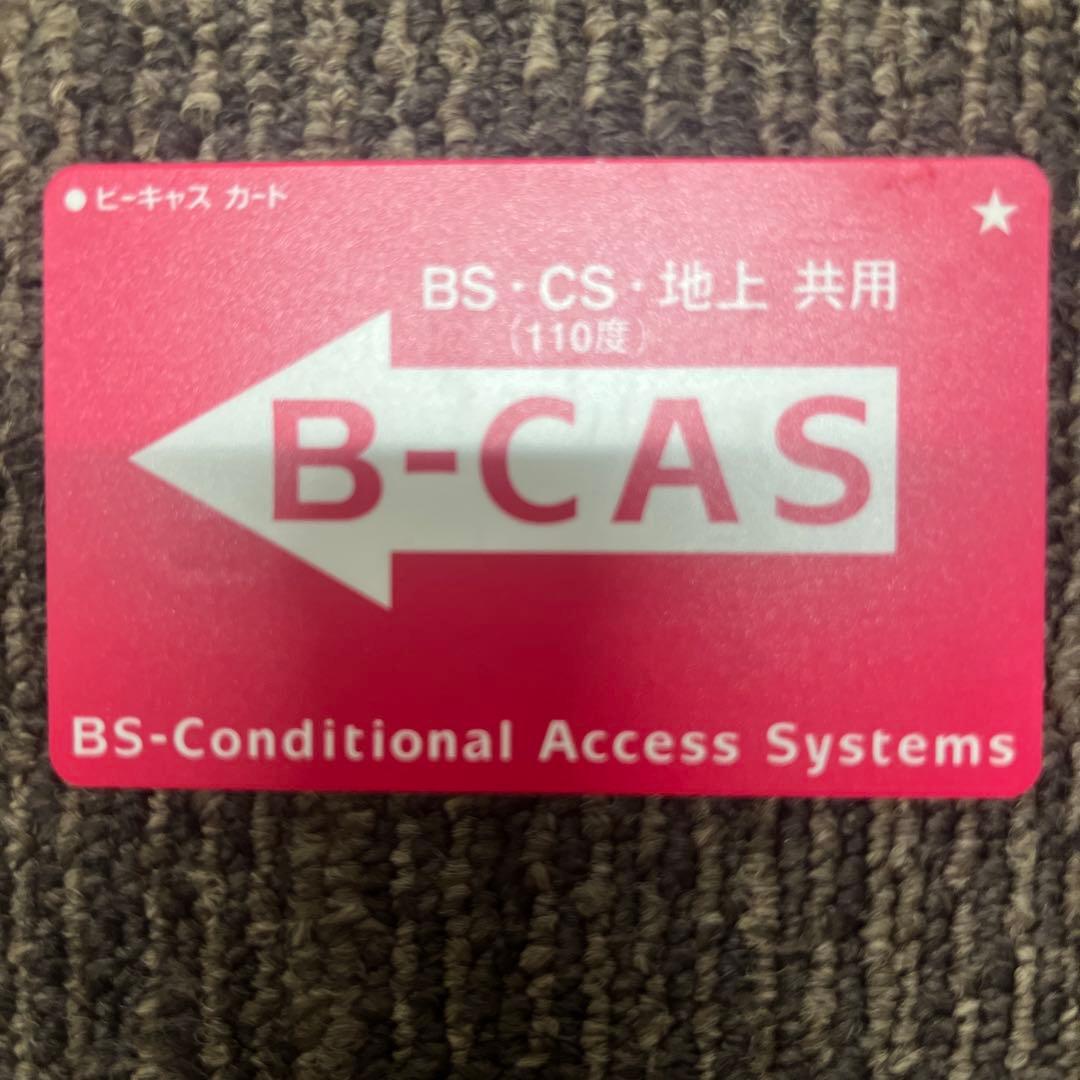 ● ビーキャス カード
★
BS・CS・地上 共用
(110度)
B-CAS
BS-Conditional Access Systems